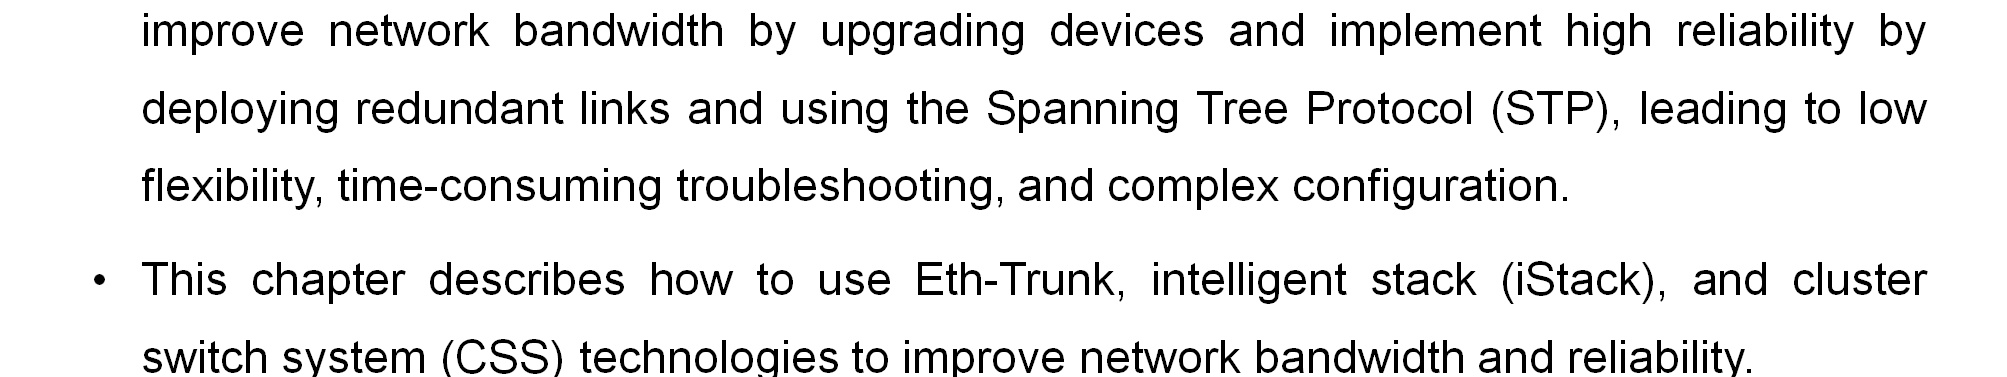 improve network bandwidth by upgrading devices and implement high reliability by
deploying redundant links and using the Spanning Tree Protocol (STP), leading to low
flexibility, time-consuming troubleshooting, and complex configuration.
• This chapter describes how to use Eth-Trunk, intelligent stack (iStack), and cluster
switch system (CSS) technologies to improve network bandwidth and reliability.